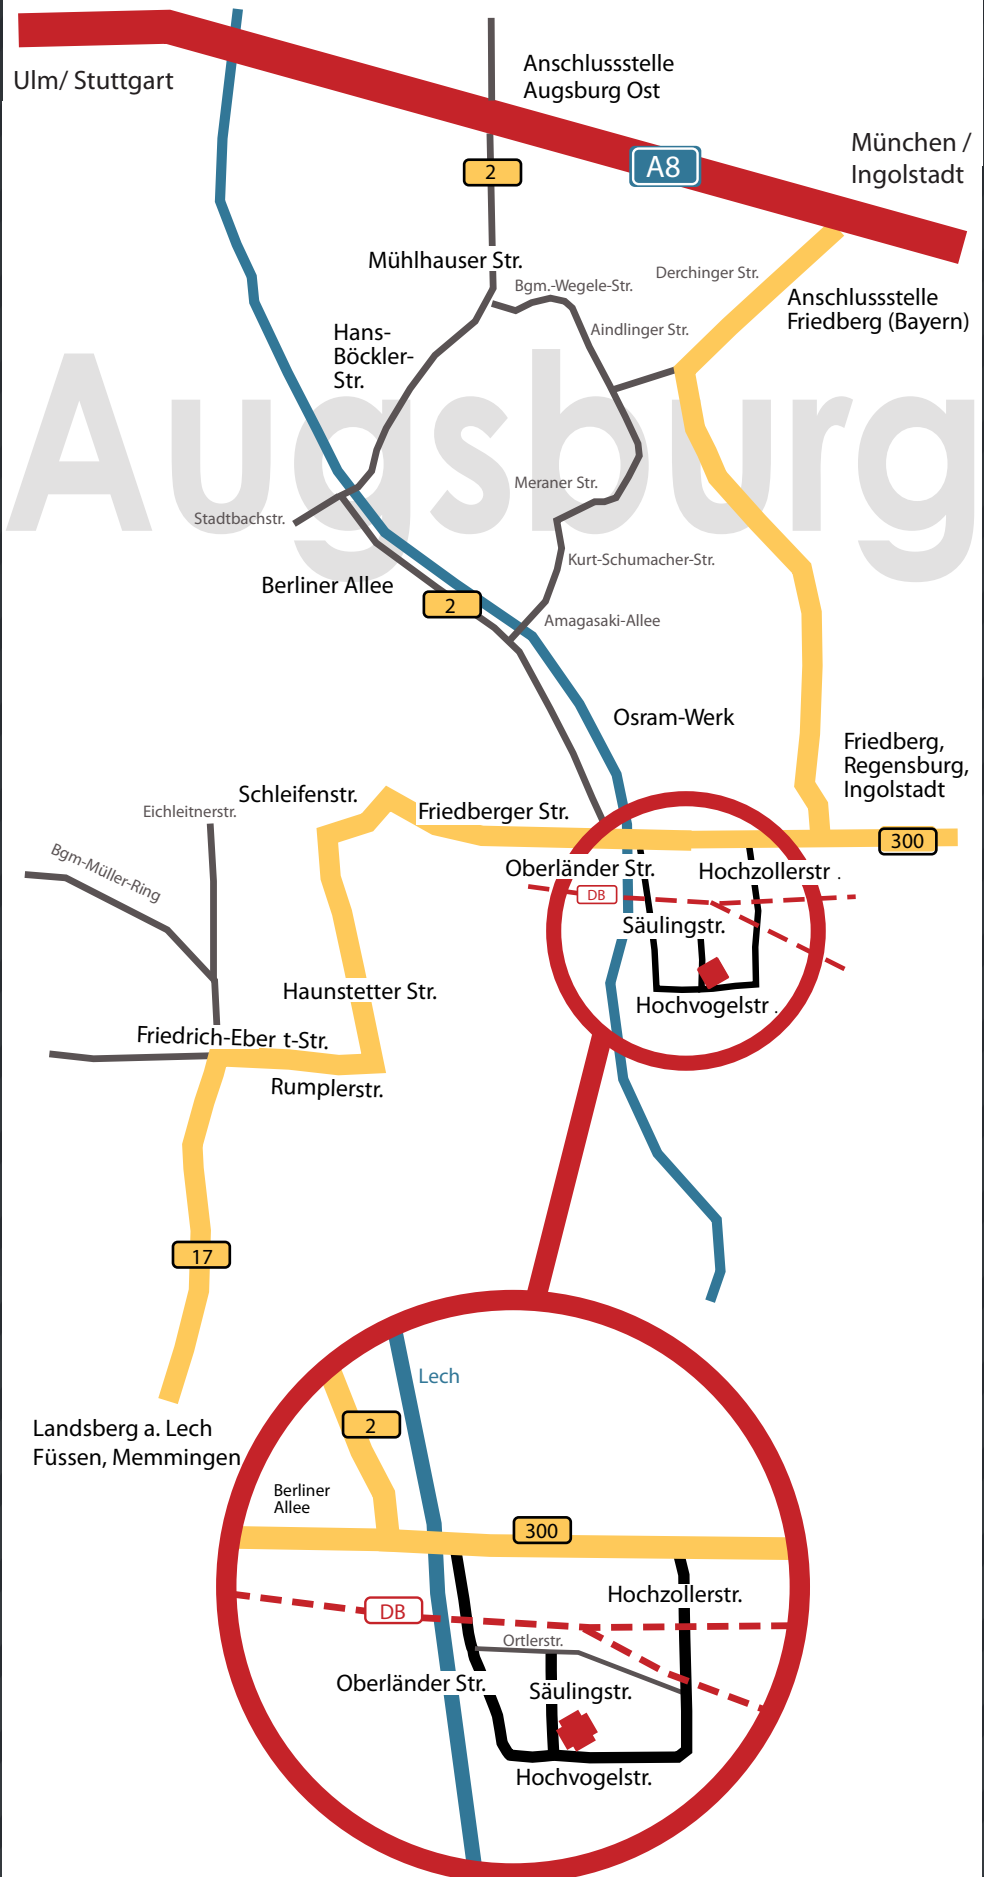 Ulm/ Stuttgart
Anschlussstelle
Augsburg Ost
München /
Ingolstadt
A8
2
Mühlhauser Str.
Bgm.-Wegele-Str.
Derchinger Str.
Anschlussstelle
Friedberg (Bayern)
Aindlinger Str.
Hans-
Böckler-
Str.
Augsburg
Meraner Str.
Stadtbachstr.
Kurt-Schumacher-Str.
Berliner Allee
2
Amagasaki-Allee
Osram-Werk
Friedberg,
Regensburg,
Ingolstadt
Schleifenstr.
Eichleitnerstr.
Friedberger Str.
300
Bgm-Müller-Ring
Oberländer Str.
Hochzollerstr .
DB
Säulingstr.
Haunstetter Str.
Hochvogelstr .
Friedrich-Eber t-Str.
Rumplerstr.
17
Landsberg a. Lech
Füssen, Memmingen
Lech
2
Berliner
Allee
300
Hochzollerstr.
DB
Ortlerstr.
Oberländer Str.
Säulingstr.
Hochvogelstr.